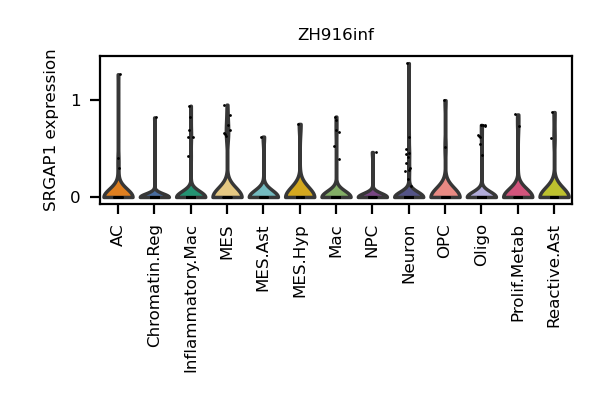 ZH916inf
SRGAP1 expression
1
0
AC
Chromatin.Reg
Inflammatory.Mac
MES
MES.Ast
MES.Hyp
Mac
NPC
Neuron
OPC
Oligo
Prolif.Metab
Reactive.Ast